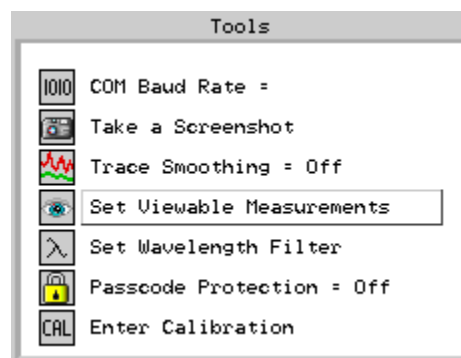 Tools
1010 COM Baud Rate =
Take a Screenshot
Trace Smoothing = Off
Set Viewable Measurements
λ Set Wavelength Filter
Passcode Protection = Off
CAL Enter Calibration